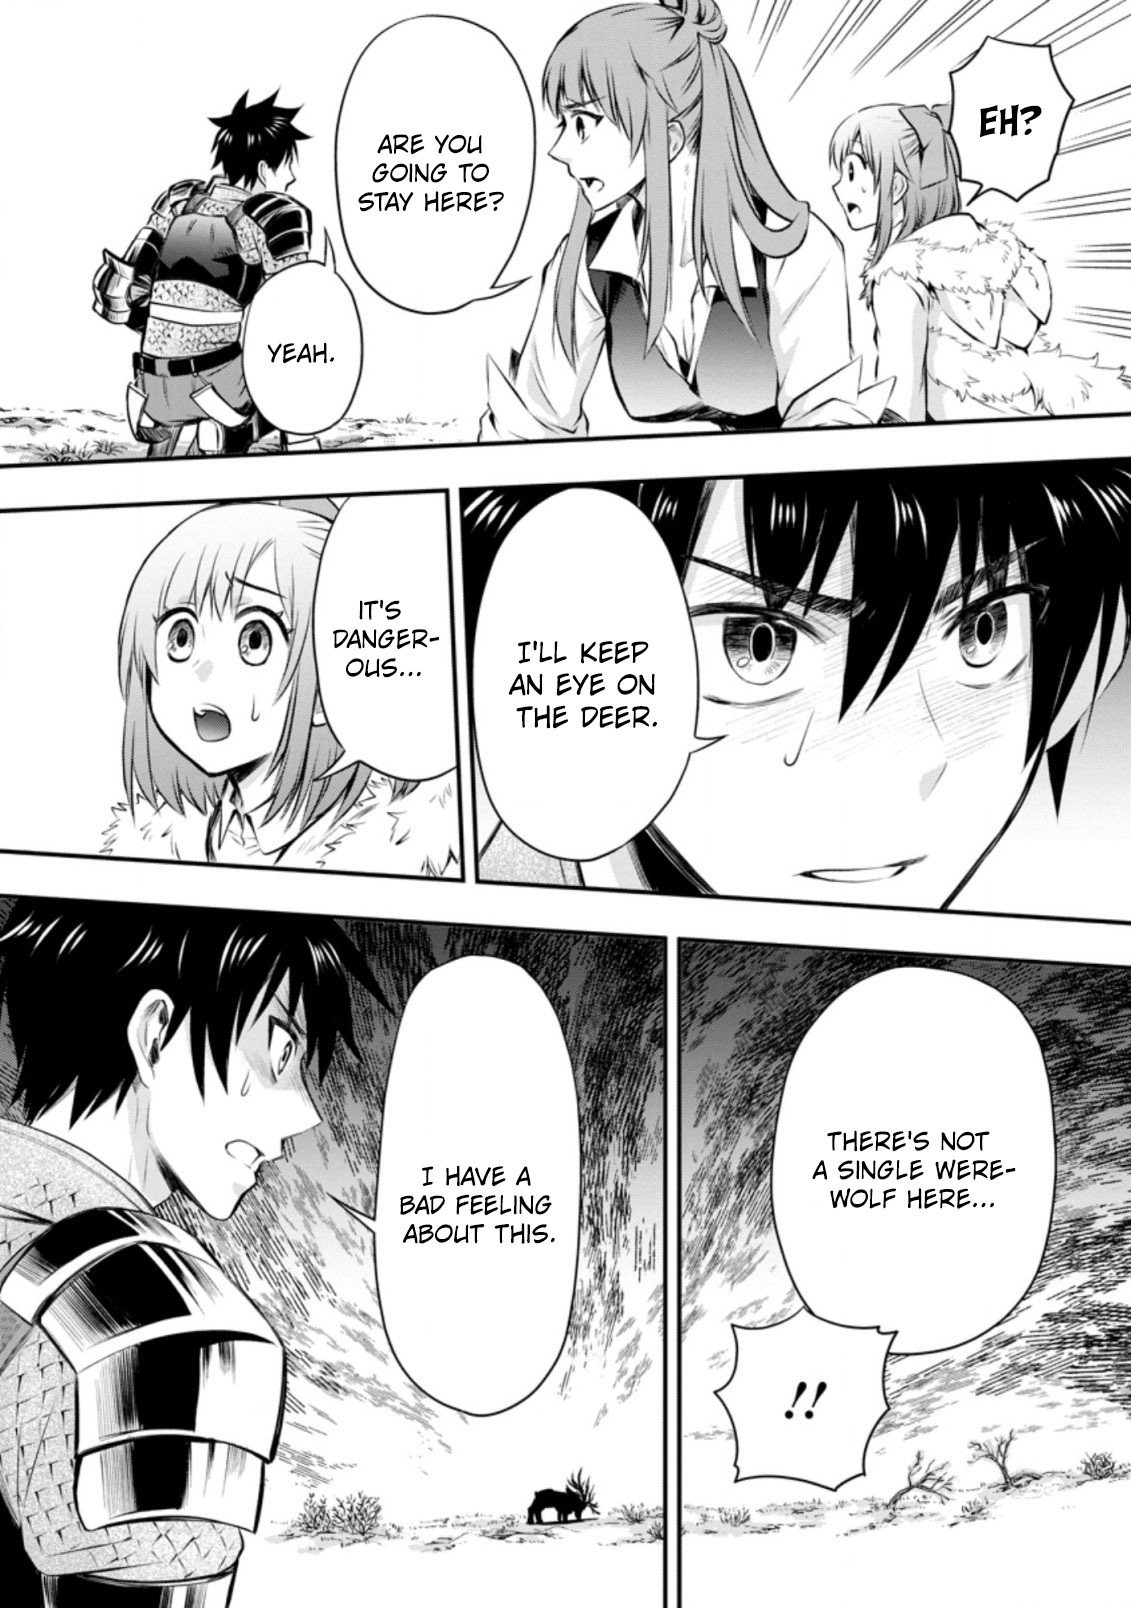 EH?
ARE YOU
GOING TO
STAY HERE?
YEAH.
I'LL KEEP
AN EYE ON
THE DEER.
IT'S
DANGER-
OUS...
THERE'S NOT
A SINGLE WERE-
WOLF HERE...
!!
I HAVE A
BAD FEELING
ABOUT THIS.